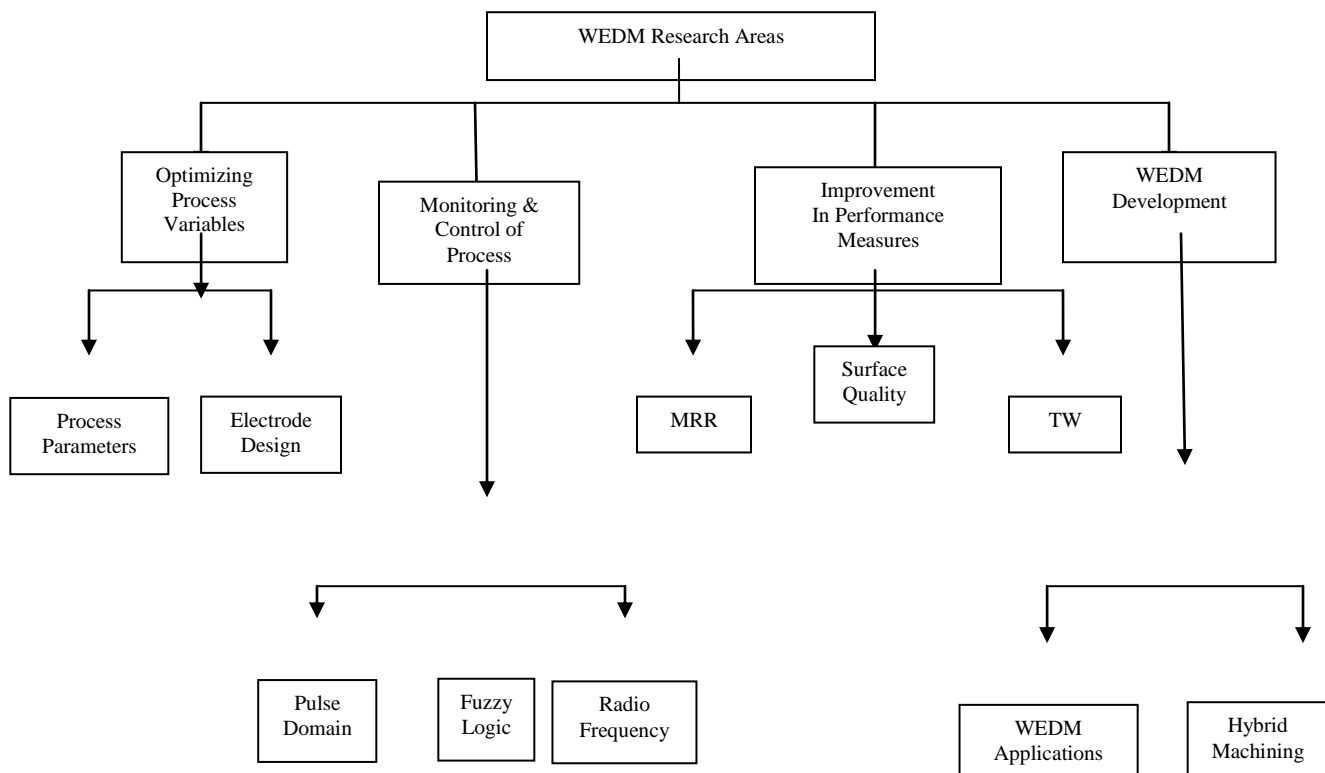 WEDM Research Areas
Optimizing
Process
Variables
Monitoring &
Control of
Process
Improvement
In Performance
Measures
WEDM
Development
Process
Parameters
Electrode
Design
MRR
Surface
Quality
TW
Pulse
Domain
Fuzzy
Logic
Radio
Frequency
WEDM
Applications
Hybrid
Machining